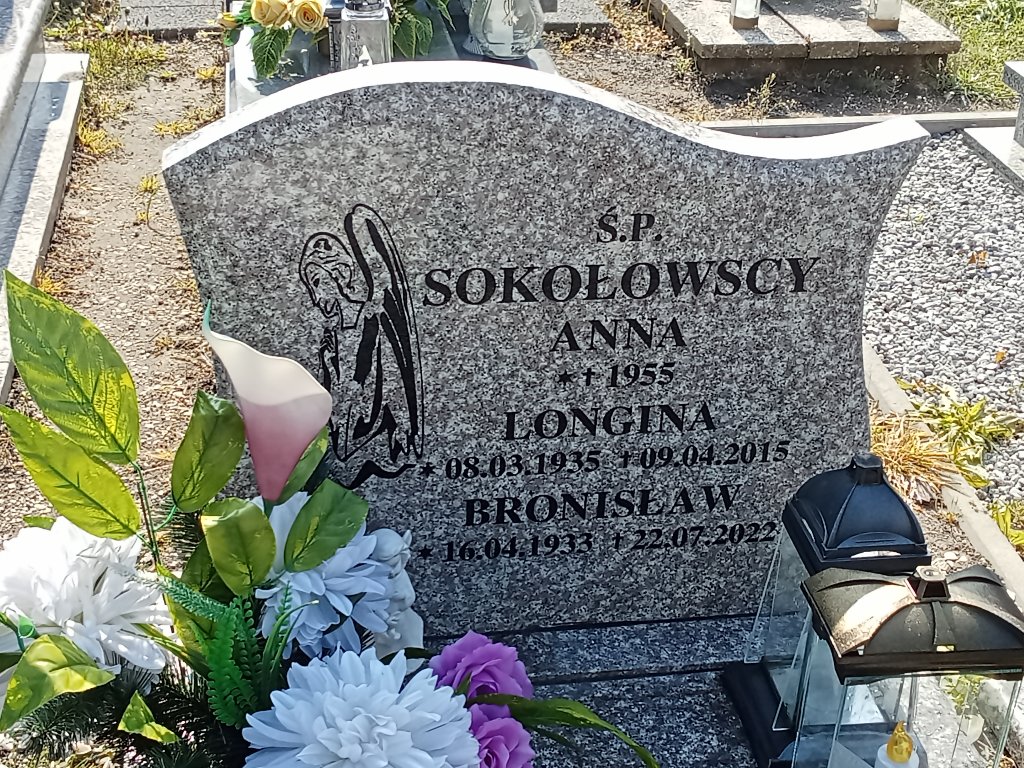 Ś.P.
SOKOŁOWSCY
ANNA
* † 1955
LONGINA
* 08.03.1935 † 09.04.2015
BRONISŁAW
* 16.04.1933 † 22.07.2022